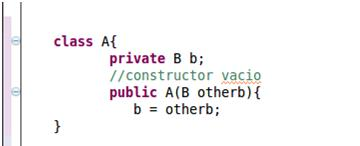 class A{
private B b;
//constructor vacio
public A(B otherb){
b = otherb;
}